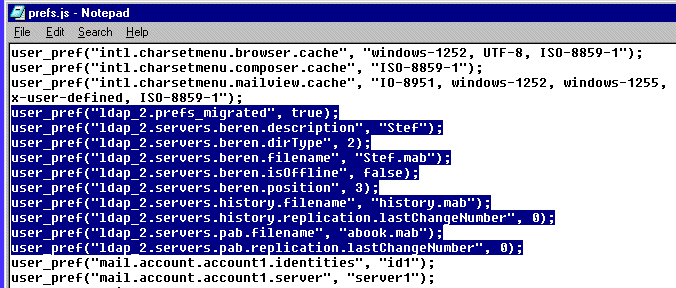 prefs.js - Notepad
File Edit Search Help
user_pref("intl.charsetmenu.browser.cache", "windows-1252, UTF-8, ISO-8859-1");
user_pref("intl.charsetmenu.composer.cache", "ISO-8859-1");
user_pref("intl.charsetmenu.mailview.cache", "IO-8951, windows-1252, windows-1255,
x-user-defined, ISO-8859-1");
user_pref("ldap_2.prefs_migrated", true);
user_pref("ldap_2.servers.beren.description", "Stef");
user_pref("ldap_2.servers.beren.dirType", 2);
user_pref("ldap_2.servers.beren.filename", "Stef.mab");
user_pref("ldap_2.servers.beren.isOffline", false);
user_pref("ldap_2.servers.beren.position", 3);
user_pref("ldap_2.servers.history.filename", "history.mab");
user_pref("ldap_2.servers.history.replication.lastChangeNumber", 0);
user_pref("ldap_2.servers.pab.filename", "abook.mab");
user_pref("ldap_2.servers.pab.replication.lastChangeNumber", 0);
user_pref("mail.account.account1.identities", "id1");
user_pref("mail.account.account1.server", "server1");